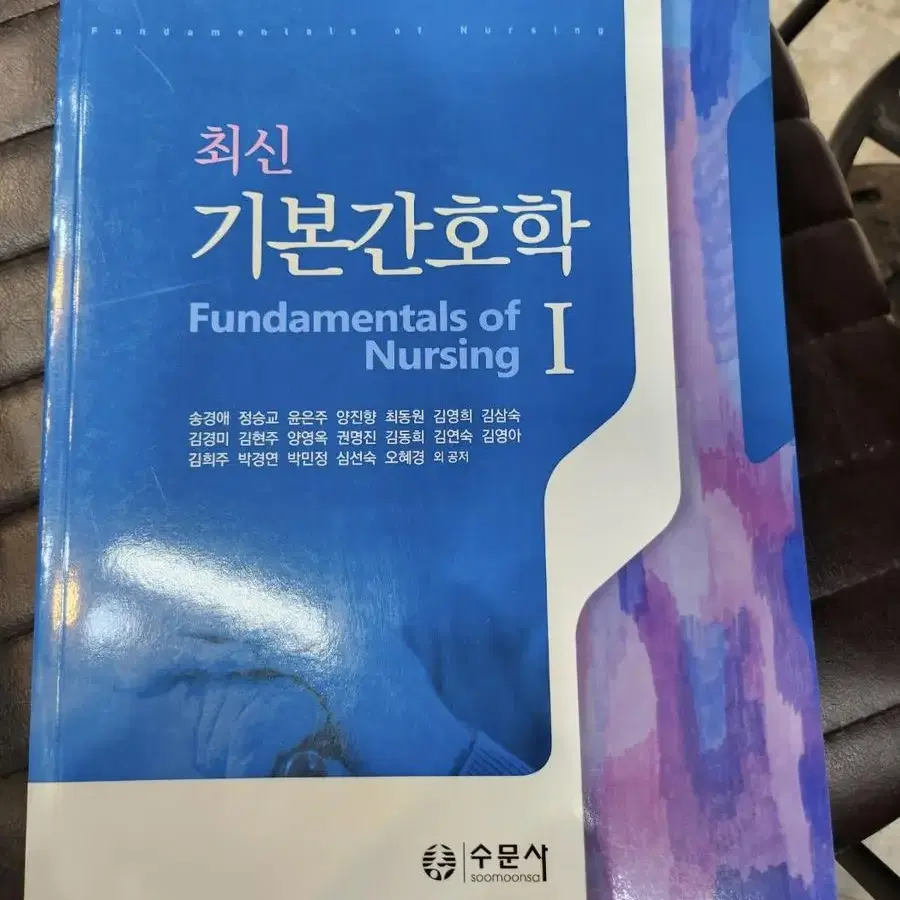 Fundamentals of Nursing
최신
기본간호학
Fundamentals of
Nursing I
송경애 정승교 윤은주 양진향 최동원 김영희 김삼숙
김경미 김현주 양영옥 권명진 김동희 김연숙 김영아
김희주 박경연 박민정 심선숙 오혜경 외 공저
수문사
soomoonsa